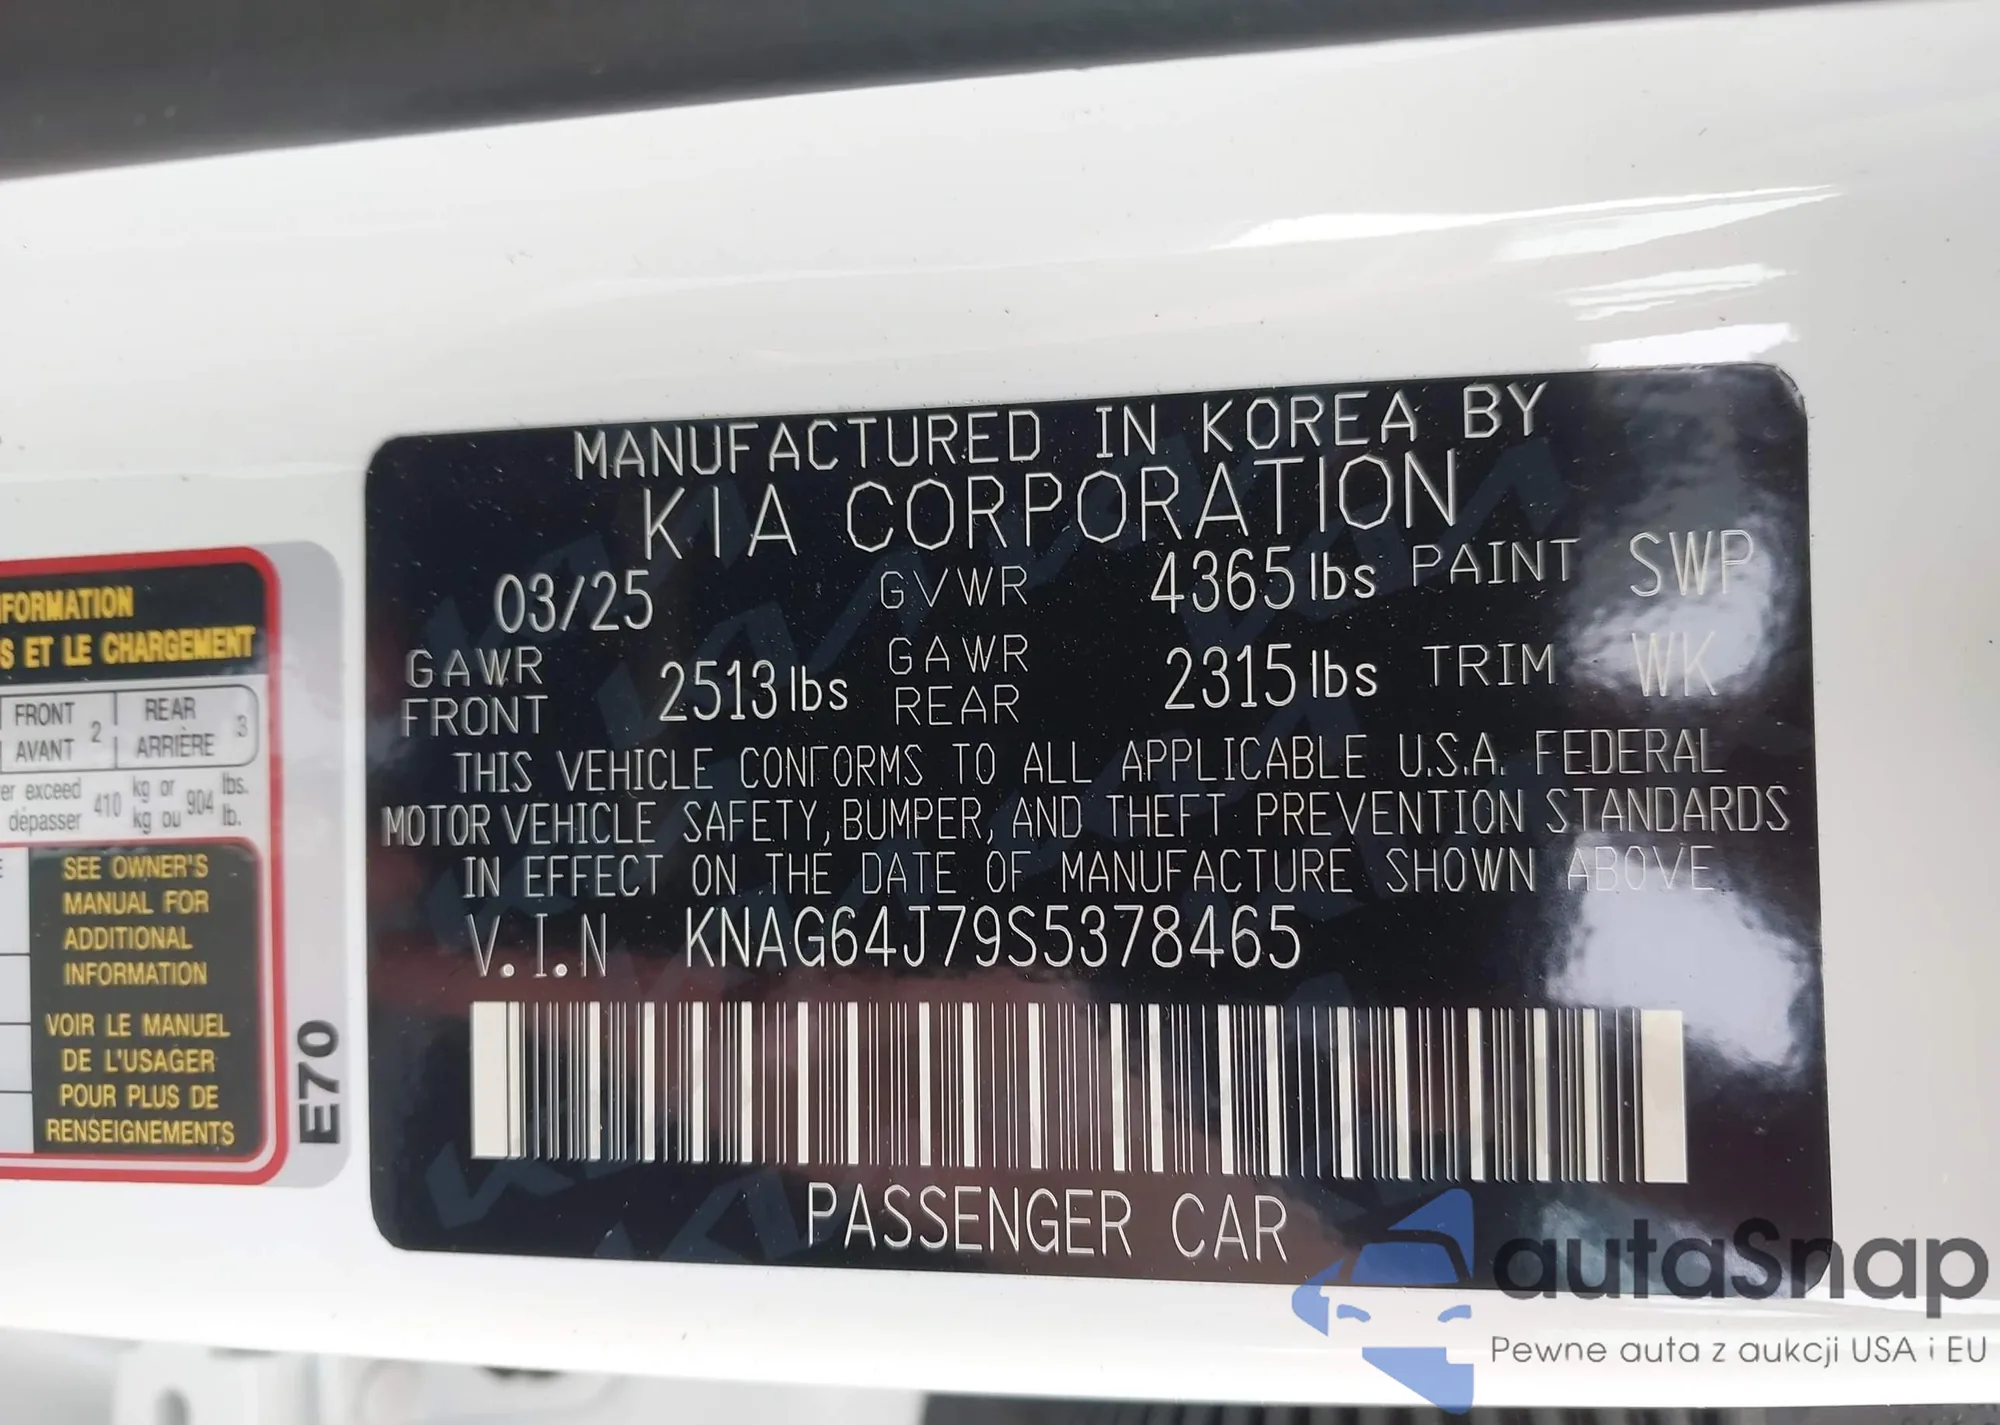 MANUFACTURED IN KOREA BY
KIA CORPORATION
03/25 GVWR 4365 lbs PAINT SWP
GAWR FRONT 2513 lbs GAWR REAR 2315 lbs TRIM WK
THIS VEHICLE CONFORMS TO ALL APPLICABLE U.S.A. FEDERAL
MOTOR VEHICLE SAFETY, BUMPER, AND THEFT PREVENTION STANDARDS
IN EFFECT ON THE DATE OF MANUFACTURE SHOWN ABOVE
V.I.N KNAG64J79S5378465
PASSENGER CAR
S ET LE CHARGEMENT
FRONT 2 REAR 3
AVANT ARRIÈRE
exceed 410 kg or 904 lbs.
dépasser kg ou lb.
SEE OWNER'S
MANUAL FOR
ADDITIONAL
INFORMATION
VOIR LE MANUEL
DE L'USAGER
POUR PLUS DE
RENSEIGNEMENTS
E70
autaSnap
Pewne auta z aukcji USA i EU